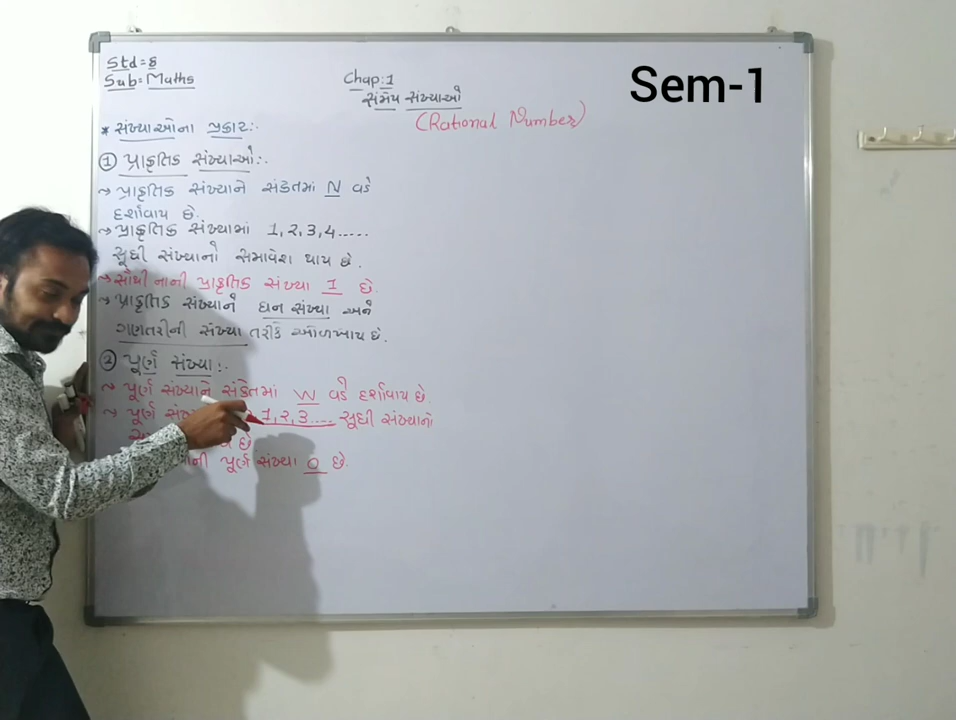 Std = 8
Sub = Maths
Chap:1
સંમેય સંખ્યાઓ
(Rational Number)
Sem-1
* સંખ્યાઓના પ્રકાર:-
① પ્રાકૃતિક સંખ્યાઓ:-
→ પ્રાકૃતિક સંખ્યાને સંકેતમાં N વડે
દર્શાવાય છે.
→ પ્રાકૃતિક સંખ્યામાં 1,2,3,4.....
સુધી સંખ્યાનો સમાવેશ થાય છે.
→ સૌથી નાની પ્રાકૃતિક સંખ્યા 1 છે.
→ પ્રાકૃતિક સંખ્યાને ધન સંખ્યા અને
ગણતરીની સંખ્યા તરીકે ઓળખાય છે.
② પૂર્ણ સંખ્યા:-
→ પૂર્ણ સંખ્યાને સંકેતમાં W વડે દર્શાવાય છે.
→ પૂર્ણ 1,2,3.... સુધી સંખ્યાનો
છે
પૂર્ણ સંખ્યા 0 છે.